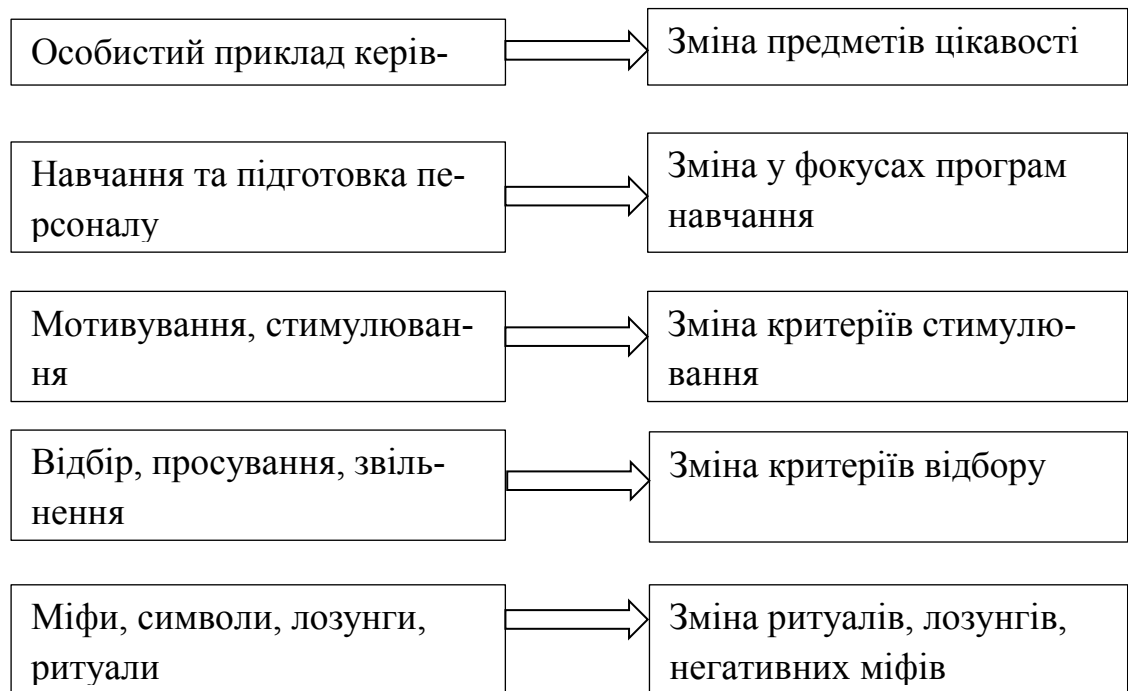 Особистий приклад керів-
Зміна предметів цікавості
Навчання та підготовка пе-
рсоналу
Зміна у фокусах програм
навчання
Мотивування, стимулюван-
ня
Зміна критеріїв стимулю-
вання
Відбір, просування, звіль-
нення
Зміна критеріїв відбору
Міфи, символи, лозунги,
ритуали
Зміна ритуалів, лозунгів,
негативних міфів